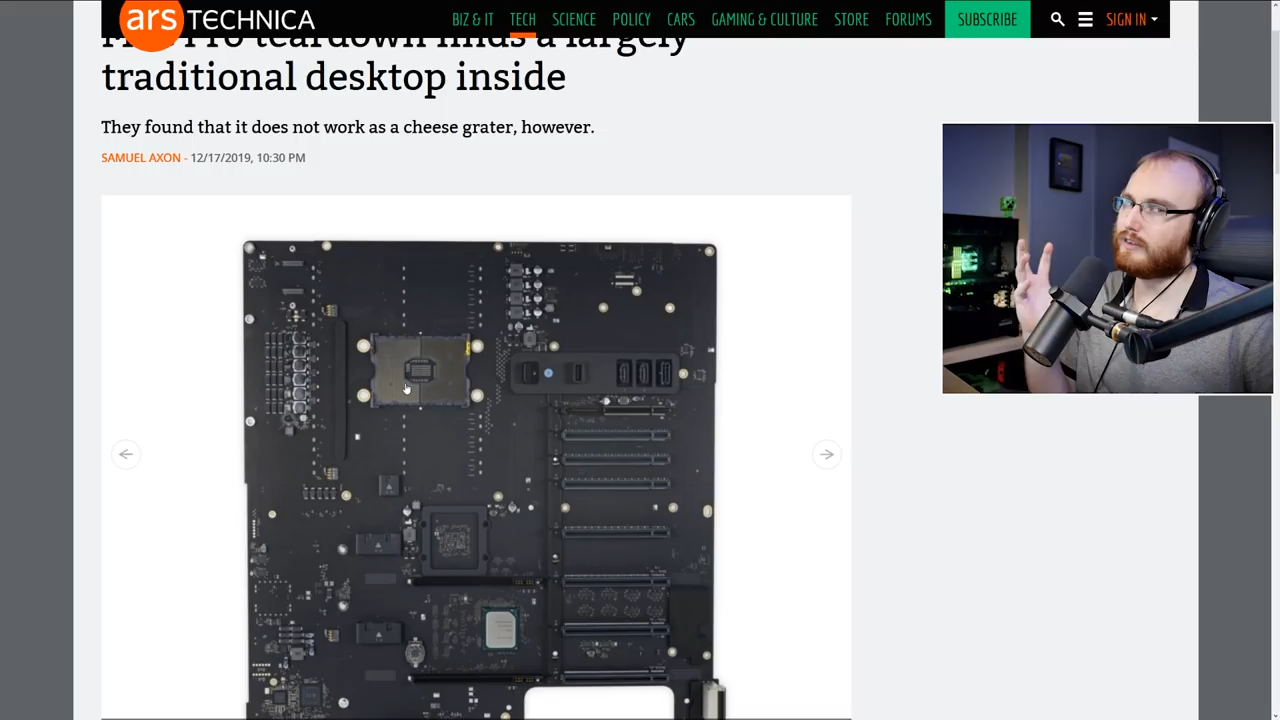 ars TECHNICA
BIZ & IT TECH SCIENCE POLICY CARS GAMING & CULTURE STORE FORUMS SUBSCRIBE SIGN IN
Mac Pro teardown finds a largely
traditional desktop inside
They found that it does not work as a cheese grater, however.
SAMUEL AXON - 12/17/2019, 10:30 PM